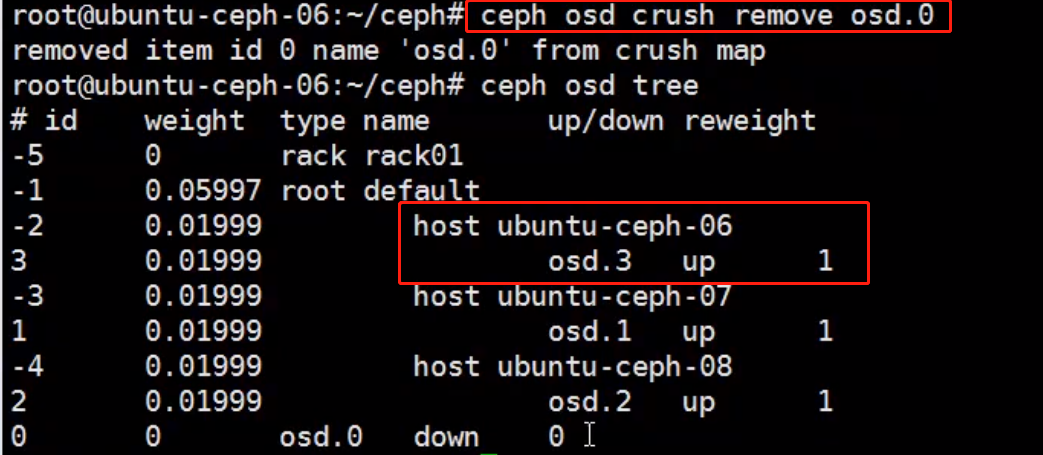 root@ubuntu-ceph-06:~/ceph# ceph osd crush remove osd.0
removed item id 0 name 'osd.0' from crush map
root@ubuntu-ceph-06:~/ceph# ceph osd tree
# id    weight  type name       up/down reweight
-5      0       rack rack01
-1      0.05997 root default
-2      0.01999         host ubuntu-ceph-06
3       0.01999                 osd.3   up      1
-3      0.01999         host ubuntu-ceph-07
1       0.01999                 osd.1   up      1
-4      0.01999         host ubuntu-ceph-08
2       0.01999                 osd.2   up      1
0       0       osd.0   down    0